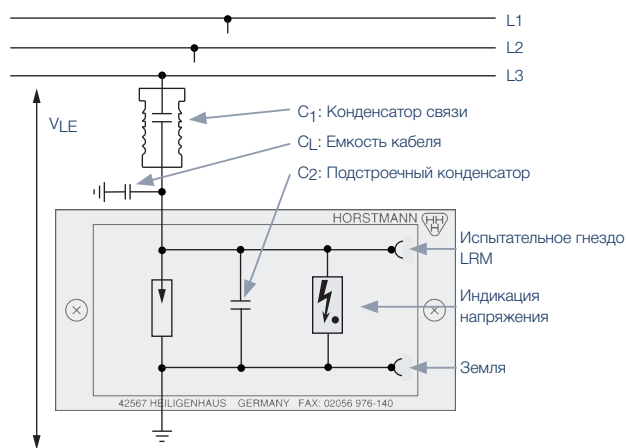 L1
L2
L3
VLE
C1: Конденсатор связи
CL: Емкость кабеля
C2: Подстроечный конденсатор
HORSTMANN HHH
Испытательное гнездо
LRM
Индикация
напряжения
Земля
42567 HEILIGENHAUS GERMANY FAX: 02056 976-140